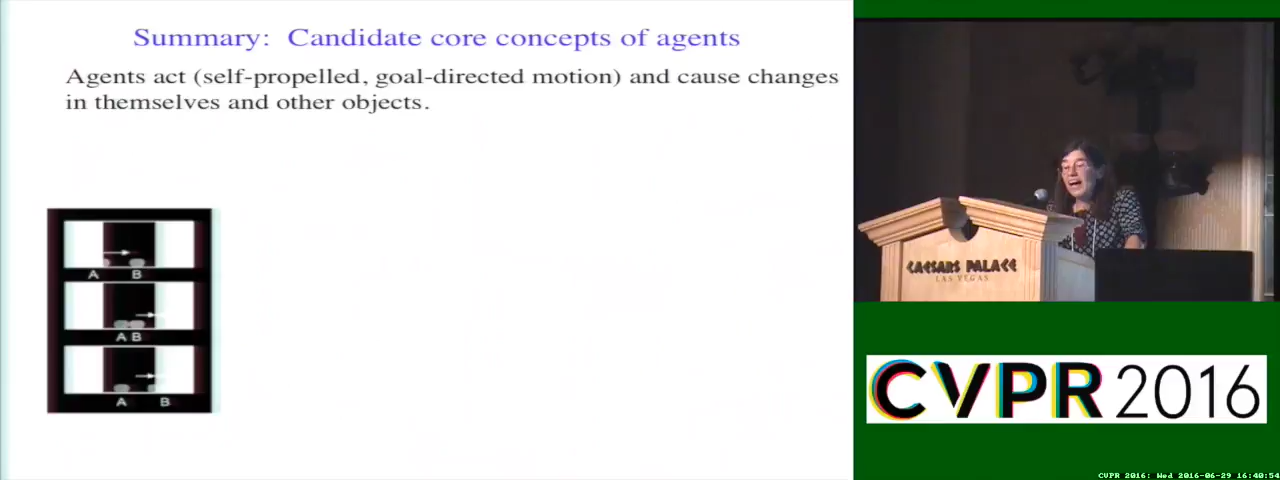 Summary: Candidate core concepts of agents
Agents act (self-propelled, goal-directed motion) and cause changes
in themselves and other objects.
A B
A B
A B
CAESARS PALACE
LAS VEGAS
CVPR 2016
CVPR 2016: Wed 2016-06-29 16:40:54